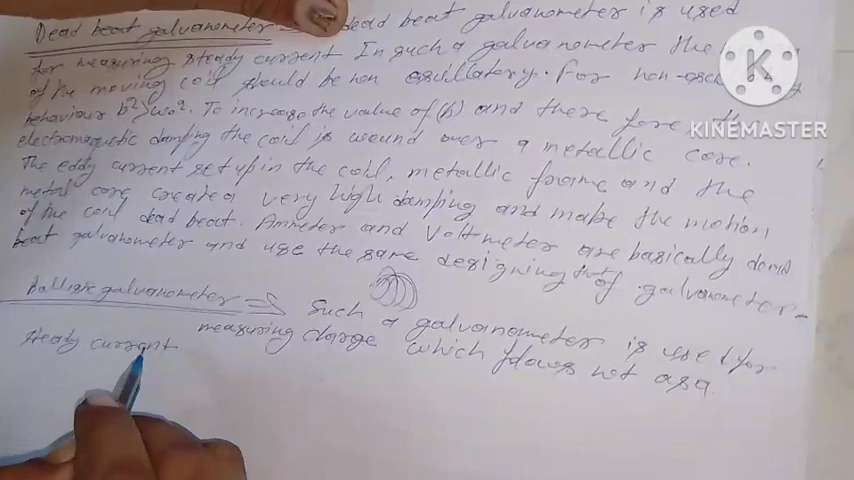 Dead beat galvanometer dead beat galvanometer is used
for measuring steady current In such a galvanometer the
of the moving coil should be non oscillatory. For non-
behaviour b²>w₀². To increase the value of (b) and there fore
electromagnetic damping the coil is wound over a metallic core.
The eddy current set up in the coil, metallic frame and the
metal core create a very high damping and make the motion
of the coil dead beat. Ammeter and Voltmeter are basically dead
beat galvanometer and use the same designing of galvanometer-
Ballistic galvanometer => Such a galvanometer is used for
measuring charge which flows not as a
steady current
KINEMASTER